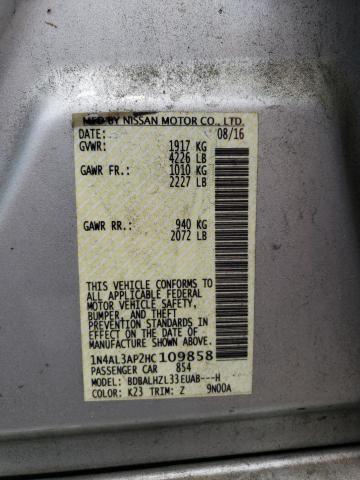 MFD BY NISSAN MOTOR CO., LTD.
DATE: 08/16
GVWR: 1917 KG
4226 LB
GAWR FR.: 1010 KG
2227 LB
GAWR RR.: 940 KG
2072 LB
THIS VEHICLE CONFORMS TO
ALL APPLICABLE FEDERAL
MOTOR VEHICLE SAFETY,
BUMPER, AND THEFT
PREVENTION STANDARDS IN
EFFECT ON THE DATE OF
MANUFACTURE SHOWN ABOVE.
1N4AL3AP2HC109858
PASSENGER CAR 854
MODEL: BDBALHZL33EUAB---H
COLOR: K23 TRIM: Z 9N00A